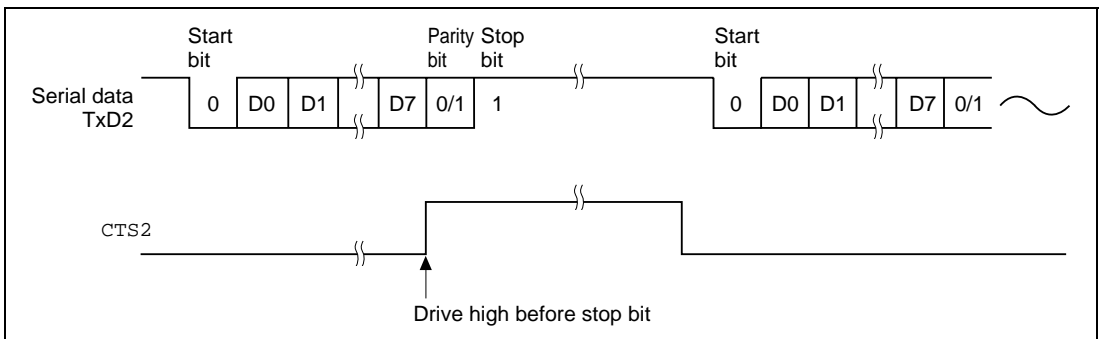 Start bit
Parity bit
Stop bit
Start bit
Serial data TxD2
0 D0 D1 D7 0/1 1 0 D0 D1 D7 0/1
CTS2
Drive high before stop bit